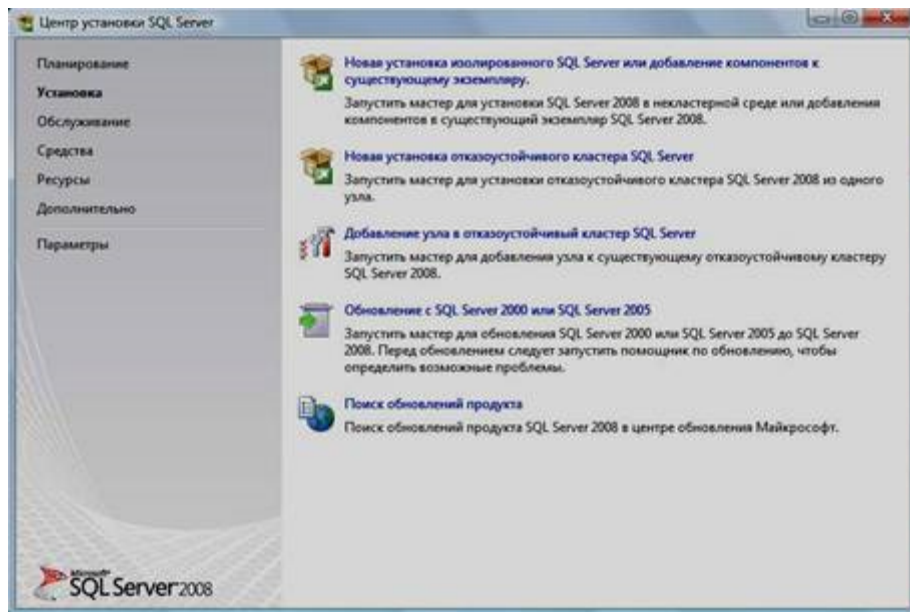 Центр установки SQL Server
Планирование
Установка
Обслуживание
Средства
Ресурсы
Дополнительно
Параметры
Новая установка изолированного SQL Server или добавление компонентов к
существующему экземпляру.
Запустить мастер для установки SQL Server 2008 в некластерной среде или добавления
компонентов в существующий экземпляр SQL Server 2008.
Новая установка отказоустойчивого кластера SQL Server
Запустить мастер для установки отказоустойчивого кластера SQL Server 2008 из одного
узла.
Добавление узла в отказоустойчивый кластер SQL Server
Запустить мастер для добавления узла к существующему отказоустойчивому кластеру
SQL Server 2008.
Обновление с SQL Server 2000 или SQL Server 2005
Запустить мастер для обновления SQL Server 2000 или SQL Server 2005 до SQL Server
2008. Перед обновлением следует запустить помощник по обновлению, чтобы
определить возможные проблемы.
Поиск обновлений продукта
Поиск обновлений продукта SQL Server 2008 в центре обновления Майкрософт.
Microsoft
SQL Server 2008